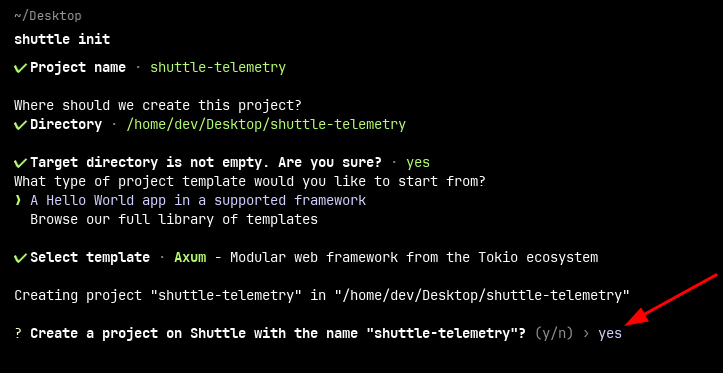 ~/Desktop
shuttle init
✔ Project name · shuttle-telemetry
Where should we create this project?
✔ Directory · /home/dev/Desktop/shuttle-telemetry
✔ Target directory is not empty. Are you sure? · yes
What type of project template would you like to start from?
❯ A Hello World app in a supported framework
Browse our full library of templates
✔ Select template · Axum - Modular web framework from the Tokio ecosystem
Creating project "shuttle-telemetry" in "/home/dev/Desktop/shuttle-telemetry"
? Create a project on Shuttle with the name "shuttle-telemetry"? (y/n) › yes